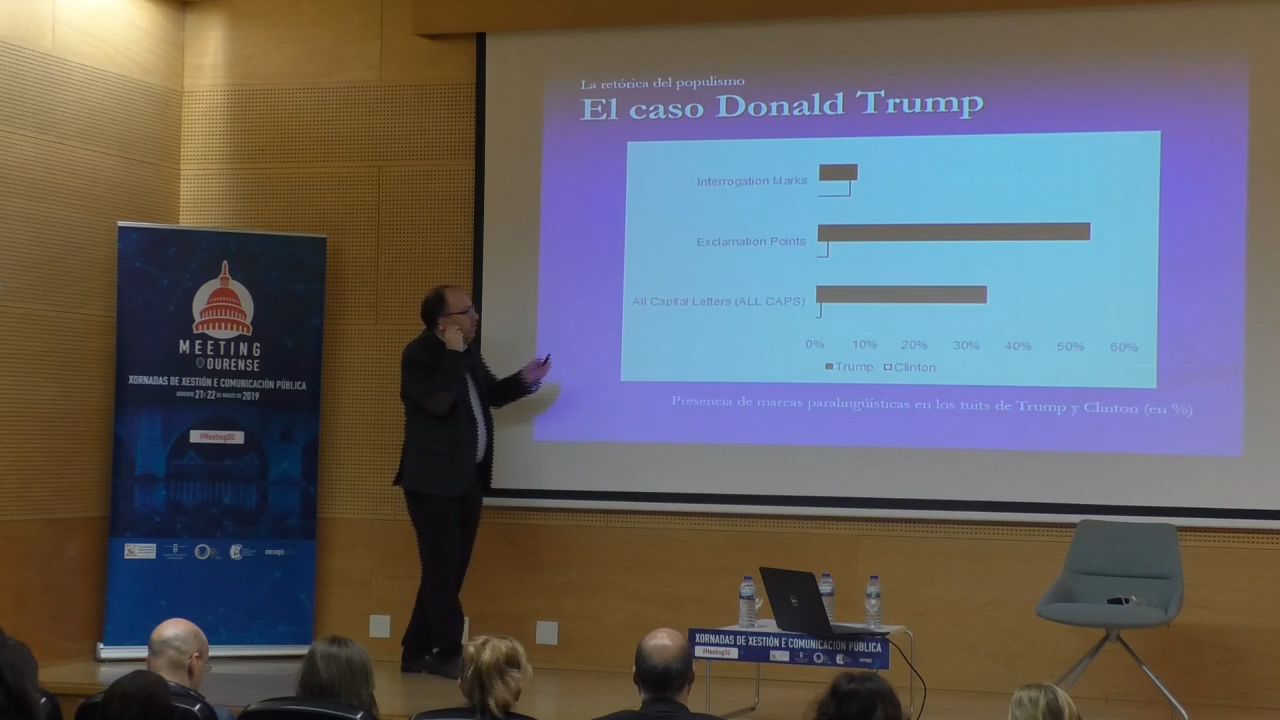 La retórica del populismo
El caso Donald Trump
Interrogation Marks
Exclamation Points
All Capital Letters (ALL CAPS)
0% 10% 20% 30% 40% 50% 60%
Trump Clinton
Presencia de marcas paralingüísticas en los tuits de Trump y Clinton (en %)
MEETING
OURENSE
XORNADAS DE XESTIÓN E COMUNICACIÓN PÚBLICA
OURENSE 21 E 22 DE MARZO DE 2019
#MeetingOU
XORNADAS DE XESTIÓN E COMUNICACIÓN PÚBLICA
#MeetingOU
DELL